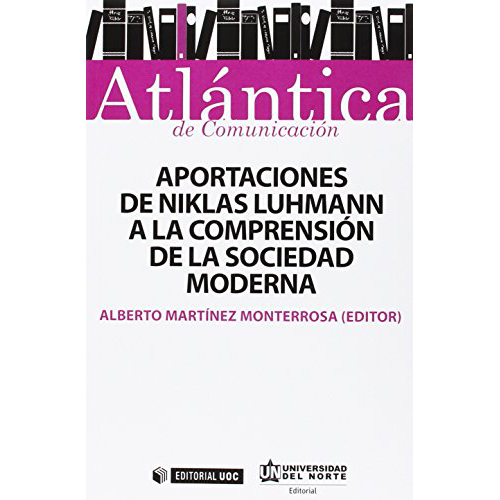 Atlántica
de Comunicación
APORTACIONES
DE NIKLAS LUHMANN
A LA COMPRENSIÓN
DE LA SOCIEDAD
MODERNA
ALBERTO MARTÍNEZ MONTERROSA (EDITOR)
EDITORIAL UOC
UN UNIVERSIDAD
DEL NORTE
Editorial